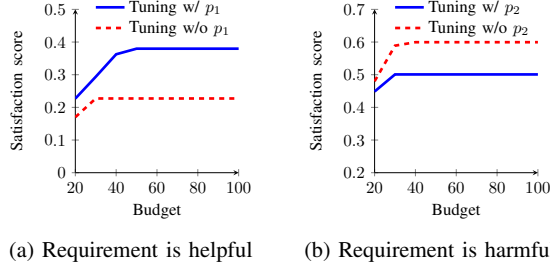 Tuning w/ p₁
Tuning w/o p₁
0.5
0.4
0.3
0.2
0.1
0
20
40
60
80
100
Satisfaction score
Budget
(a) Requirement is helpful
Tuning w/ p₂
Tuning w/o p₂
0.7
0.6
0.5
0.4
0.3
0.2
20
40
60
80
100
Satisfaction score
Budget
(b) Requirement is harmfu